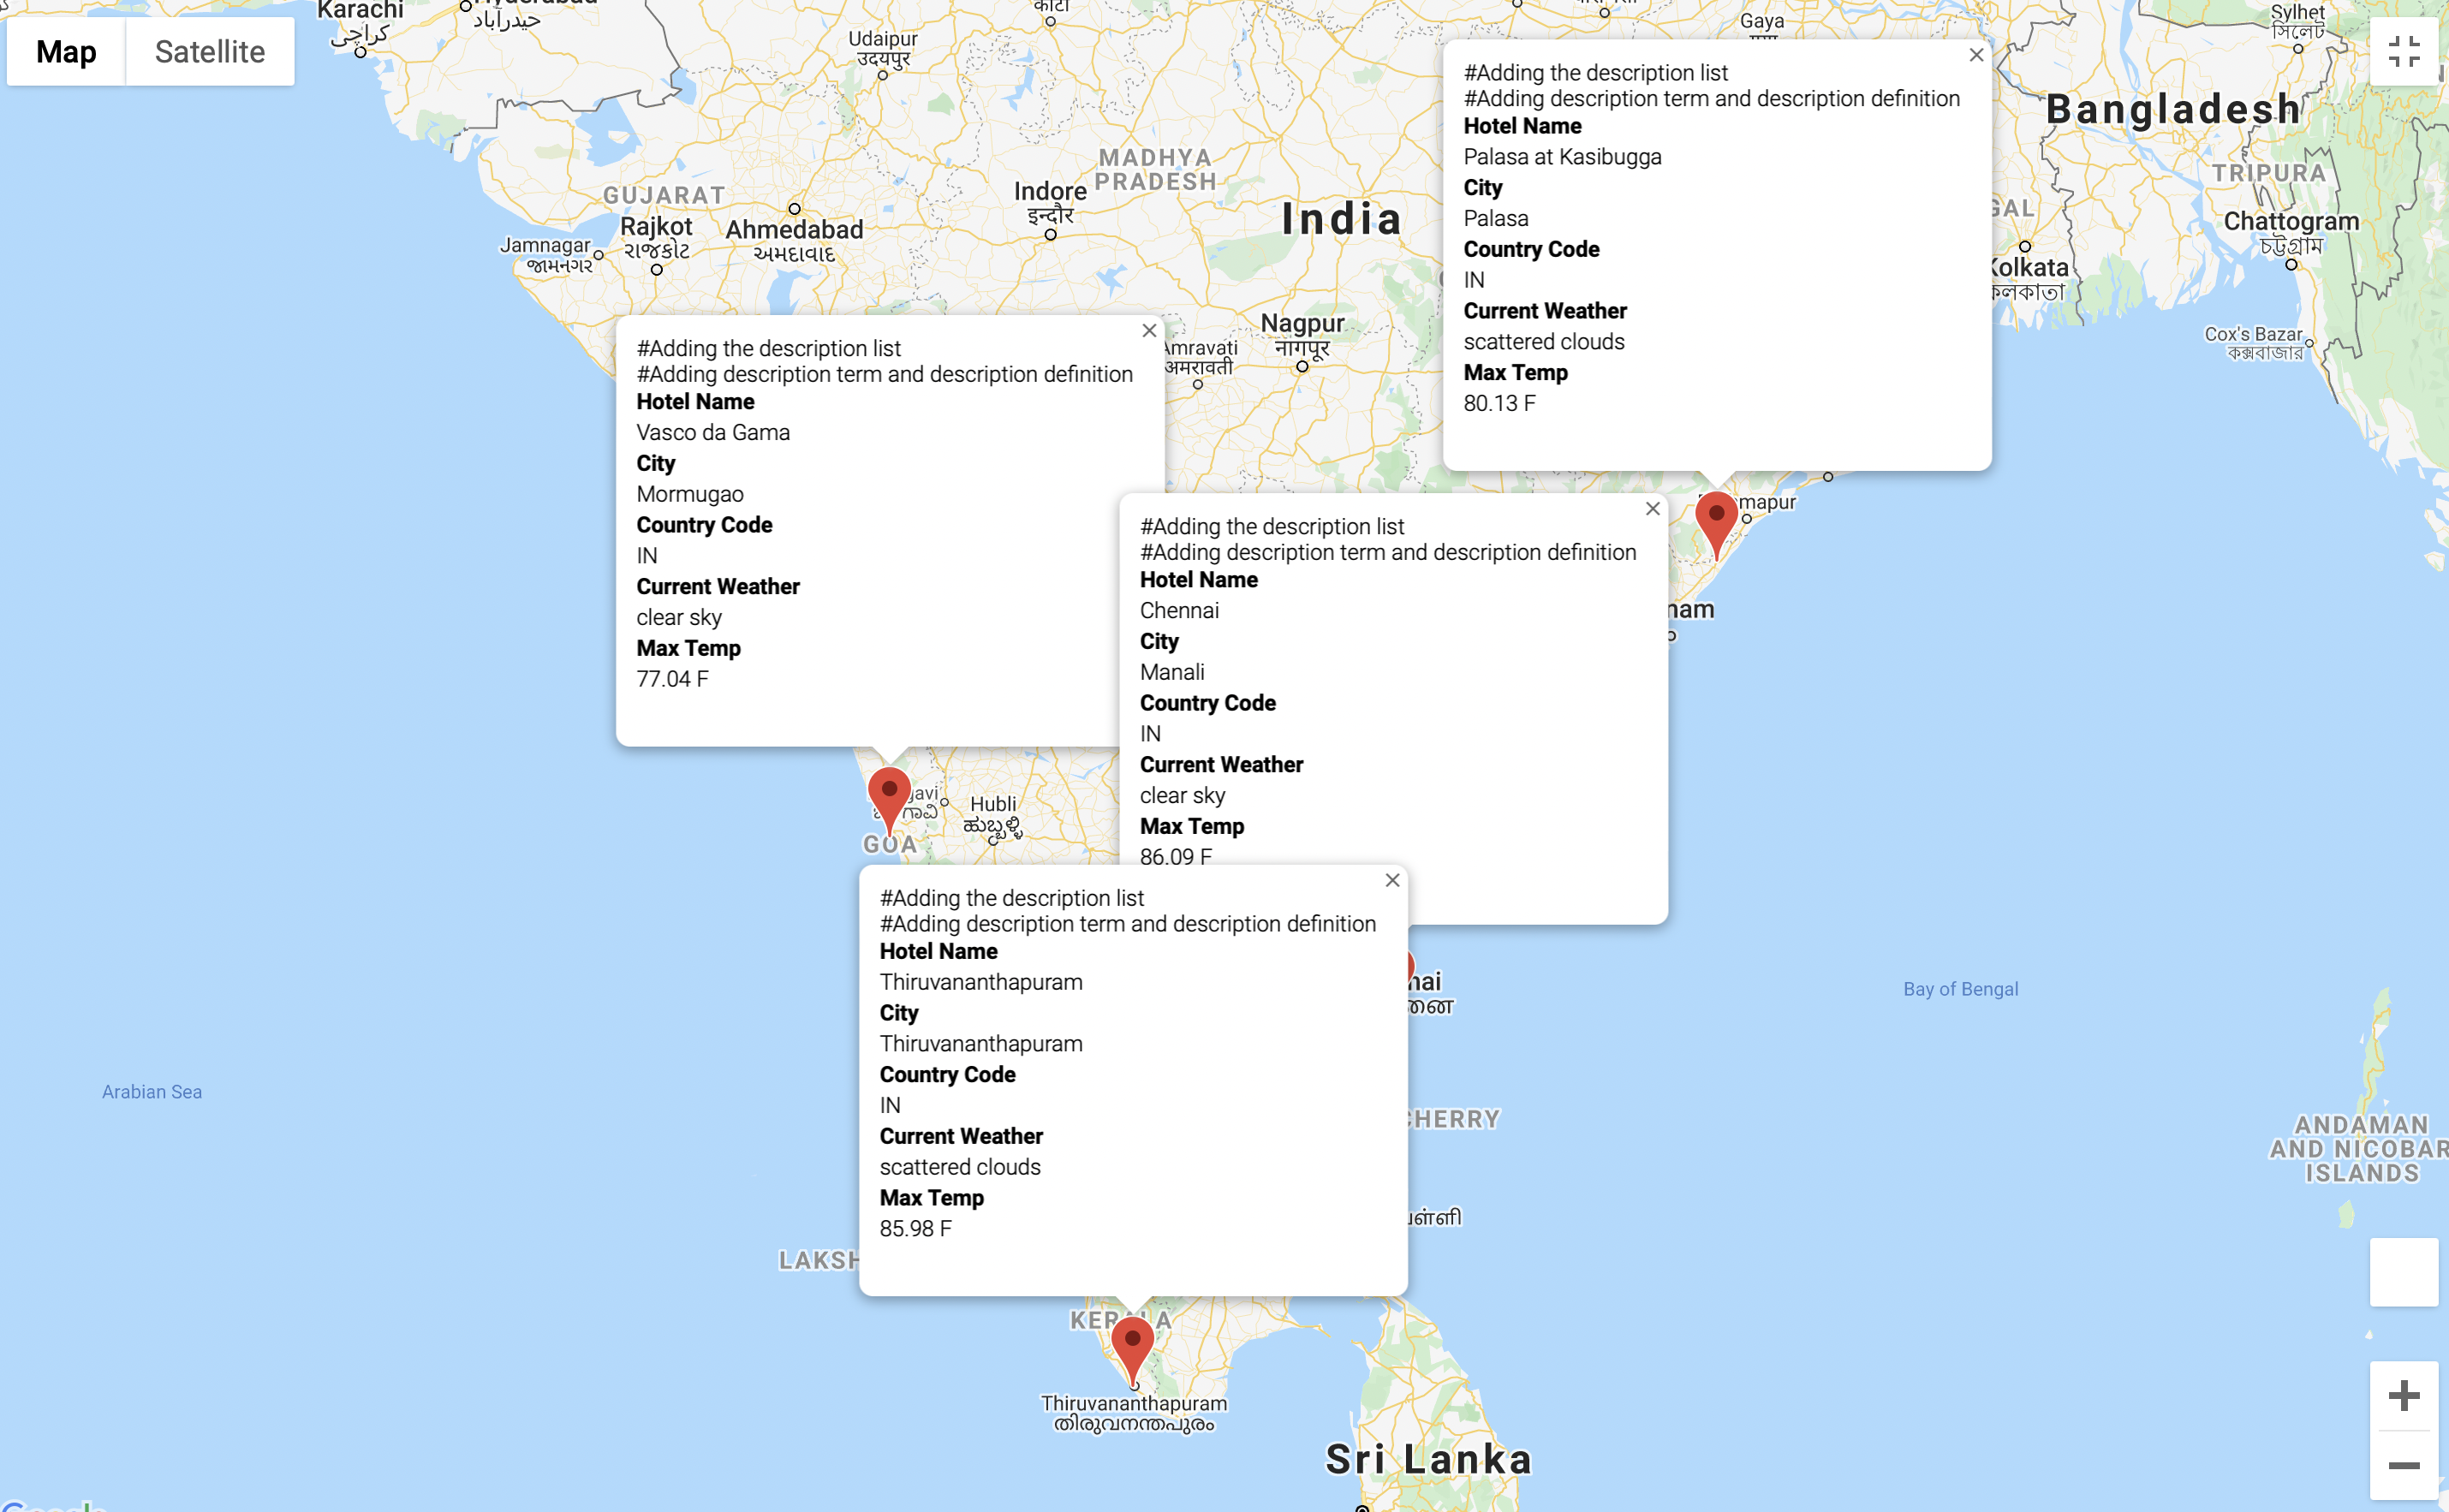 Map
Satellite
Karachi
کراچی
حیدرآباد
Udaipur
उदयपुर
Gaya
Sylhet
সিলেট
Bangladesh
TRIPURA
Chattogram
চট্টগ্রাম
Kolkata
Cox's Bazar
কক্সবাজার
MADHYA
PRADESH
Indore
इन्दौर
India
GUJARAT
Rajkot
રાજકોટ
Ahmedabad
અમદાવાદ
Jamnagar
જામનગર
Nagpur
नागपूर
Amravati
अमरावती
#Adding the description list
#Adding description term and description definition
Hotel Name
Palasa at Kasibugga
City
Palasa
Country Code
IN
Current Weather
scattered clouds
Max Temp
80.13 F
#Adding the description list
#Adding description term and description definition
Hotel Name
Vasco da Gama
City
Mormugao
Country Code
IN
Current Weather
clear sky
Max Temp
77.04 F
#Adding the description list
#Adding description term and description definition
Hotel Name
Chennai
City
Manali
Country Code
IN
Current Weather
clear sky
Max Temp
86.09 F
Hubli
ಹುಬ್ಬಳ್ಳಿ
GOA
#Adding the description list
#Adding description term and description definition
Hotel Name
Thiruvananthapuram
City
Thiruvananthapuram
Country Code
IN
Current Weather
scattered clouds
Max Temp
85.98 F
Bay of Bengal
Arabian Sea
ANDAMAN
AND NICOBAR
ISLANDS
KERALA
Thiruvananthapuram
തിരുവനന്തപുരം
Sri Lanka